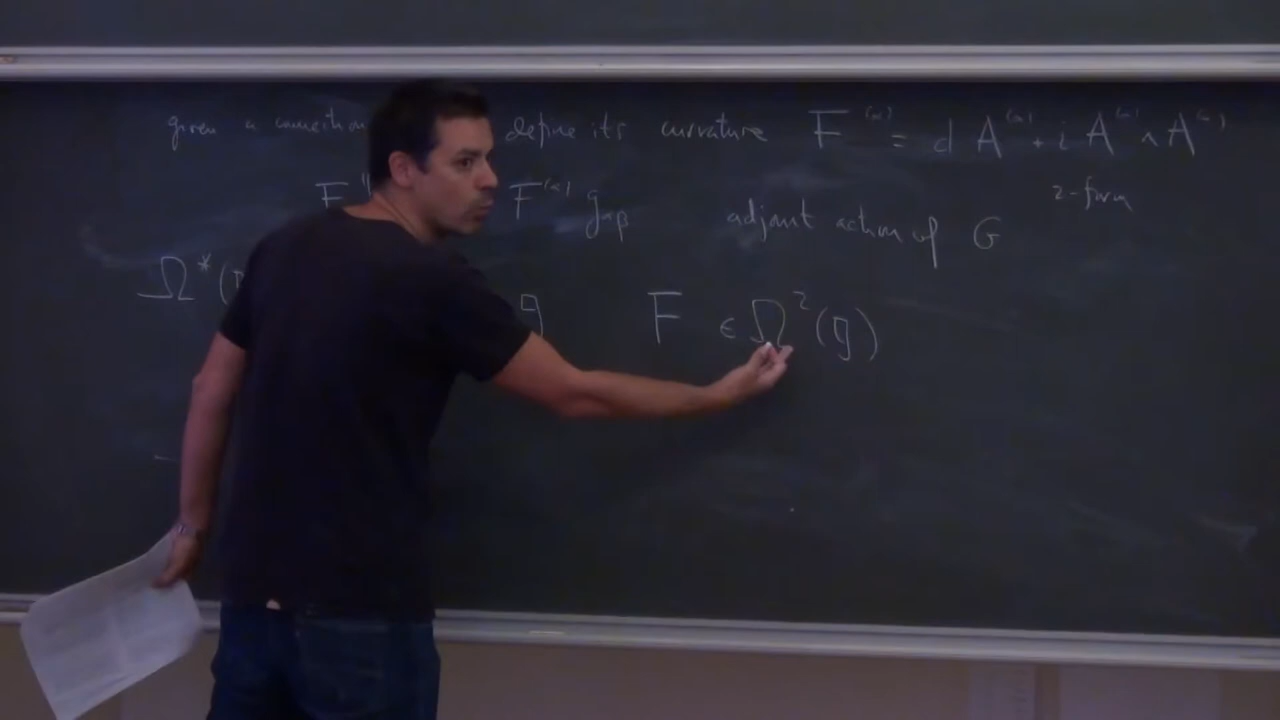 given a connection define its curvature F^(α) = d A^(α) + i A^(α) ∧ A^(α)
2-form
F F^(α) g_αβ adjoint action of G
Ω*( g F ∈ Ω²(g)